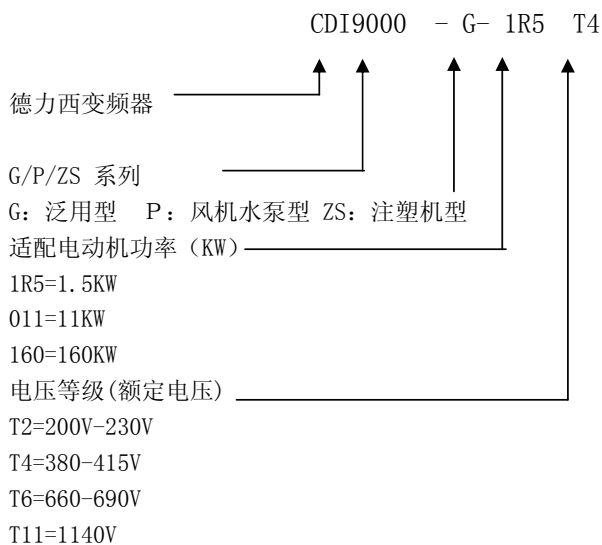 CDI9000 - G- 1R5 T4
德力西变频器
G/P/ZS 系列
G: 泛用型 P: 风机水泵型 ZS: 注塑机型
适配电动机功率（KW）
1R5=1.5KW
011=11KW
160=160KW
电压等级(额定电压)
T2=200V-230V
T4=380-415V
T6=660-690V
T11=1140V